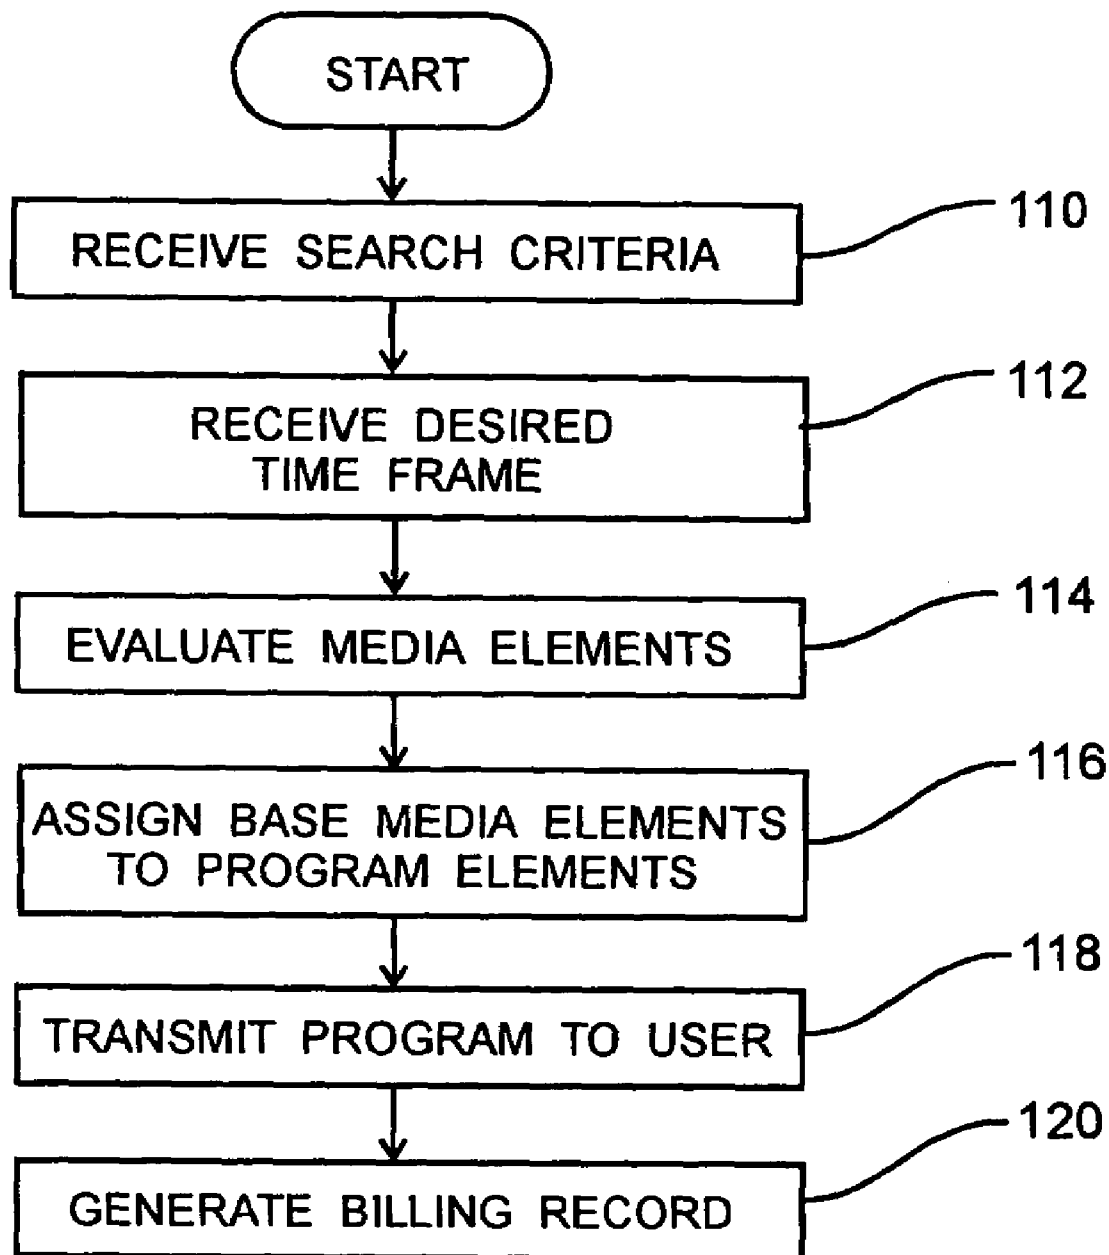 START
RECEIVE SEARCH CRITERIA
110
RECEIVE DESIRED
TIME FRAME
112
EVALUATE MEDIA ELEMENTS
114
ASSIGN BASE MEDIA ELEMENTS
TO PROGRAM ELEMENTS
116
TRANSMIT PROGRAM TO USER
118
GENERATE BILLING RECORD
120